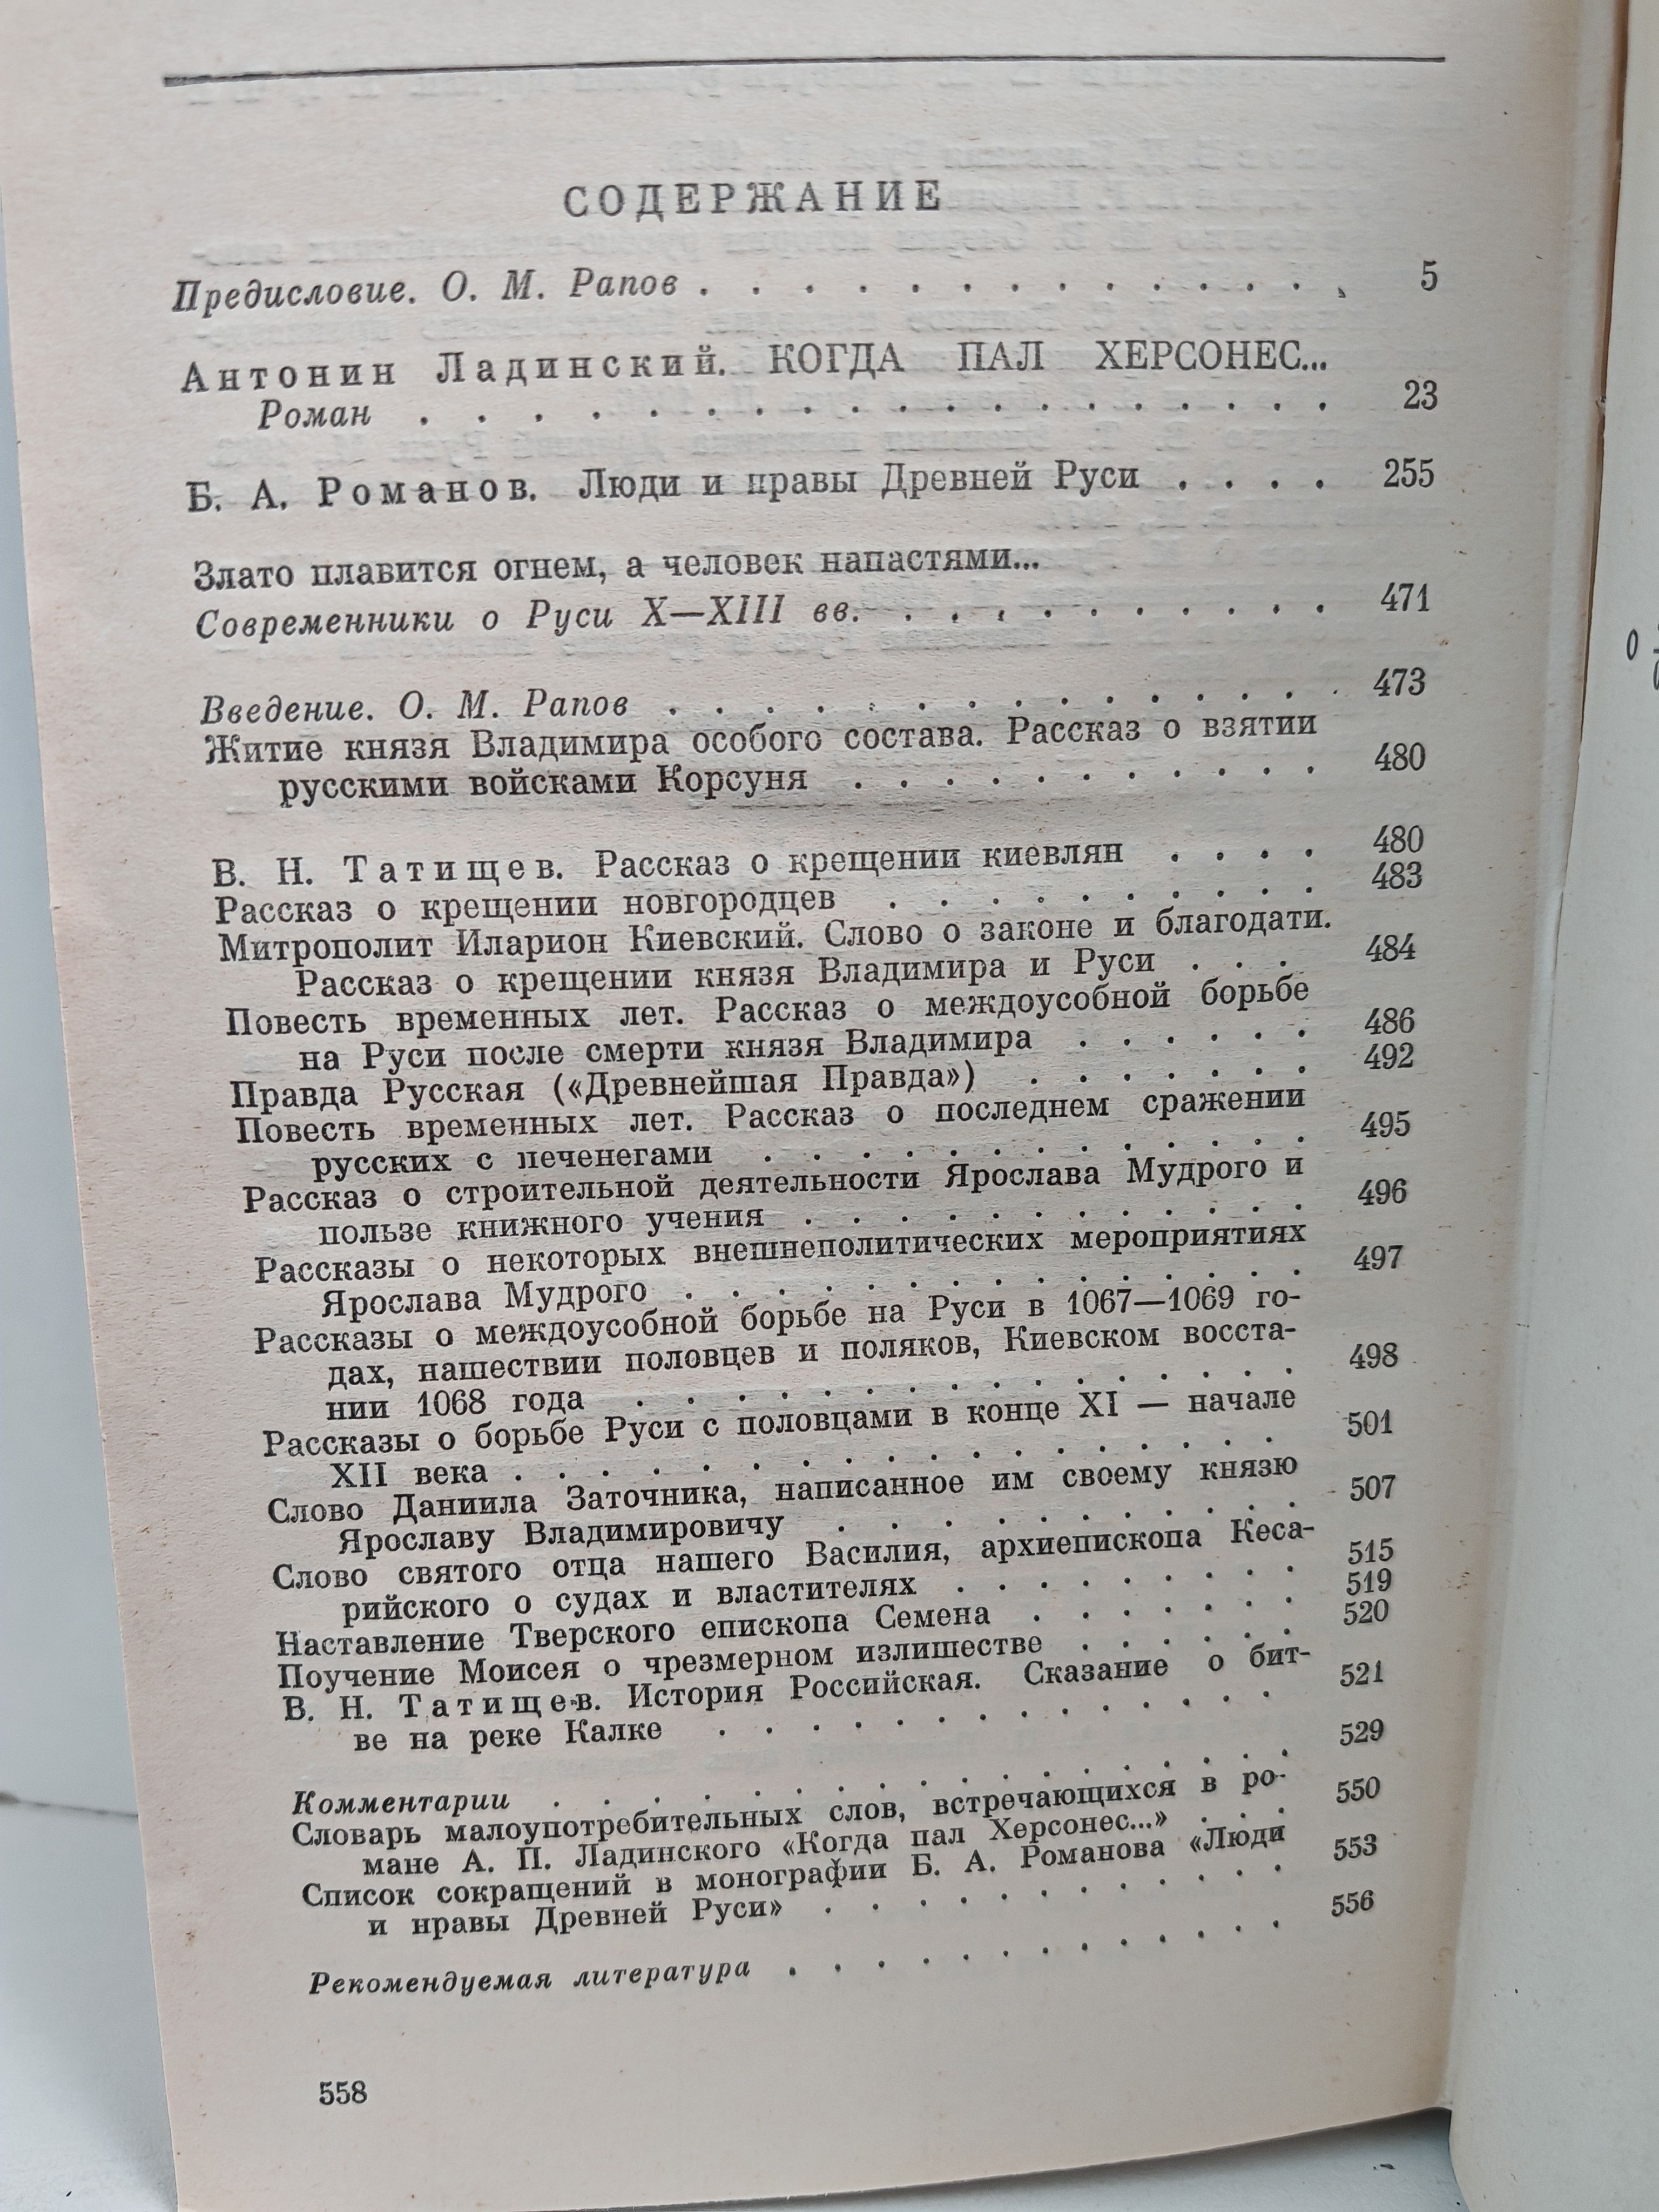 СОДЕРЖАНИЕ
Предисловие. О. М. Рапов . . . . . . . . . . . . . 5
Антонин Ладинский. КОГДА ПАЛ ХЕРСОНЕС...
Роман . . . . . . . . . . . . . . . . . 23
Б. А. Романов. Люди и нравы Древней Руси . . . . 255
Злато плавится огнем, а человек напастями...
Современники о Руси X—XIII вв. . . . . . . . . . 471
Введение. О. М. Рапов . . . . . . . . . . . . . . 473
Житие князя Владимира особого состава. Рассказ о взятии
русскими войсками Корсуня . . . . . . . . . . . 480
В. Н. Татищев. Рассказ о крещении киевлян . . . . 480
Рассказ о крещении новгородцев . . . . . . . . . 483
Митрополит Иларион Киевский. Слово о законе и благодати.
Рассказ о крещении князя Владимира и Руси . . . 484
Повесть временных лет. Рассказ о междоусобной борьбе
на Руси после смерти князя Владимира . . . . . . 486
Правда Русская («Древнейшая Правда») . . . . . . . 492
Повесть временных лет. Рассказ о последнем сражении
русских с печенегами . . . . . . . . . . . . 495
Рассказ о строительной деятельности Ярослава Мудрого и
пользе книжного учения . . . . . . . . . . . 496
Рассказы о некоторых внешнеполитических мероприятиях
Ярослава Мудрого . . . . . . . . . . . . . . 497
Рассказы о междоусобной борьбе на Руси в 1067—1069 го-
дах, нашествии половцев и поляков, Киевском восста-
нии 1068 года . . . . . . . . . . . . . . . 498
Рассказы о борьбе Руси с половцами в конце XI — начале
XII века . . . . . . . . . . . . . . . . . 501
Слово Даниила Заточника, написанное им своему князю
Ярославу Владимировичу . . . . . . . . . . 507
Слово святого отца нашего Василия, архиепископа Кеса-
рийского о судах и властителях . . . . . . . . . 515
Наставление Тверского епископа Семена . . . . . . . 519
Поучение Моисея о чрезмерном излишестве . . . . . . 520
В. Н. Татищев. История Российская. Сказание о бит-
ве на реке Калке . . . . . . . . . . . . . 521
Комментарии . . . . . . . . . . . . . . . . . 529
Словарь малоупотребительных слов, встречающихся в ро-
мане А. П. Ладинского «Когда пал Херсонес...» . . . 550
Список сокращений в монографии Б. А. Романова «Люди
и нравы Древней Руси» . . . . . . . . . . . . 553
Рекомендуемая литература . . . . . . . . . . . . 556
558